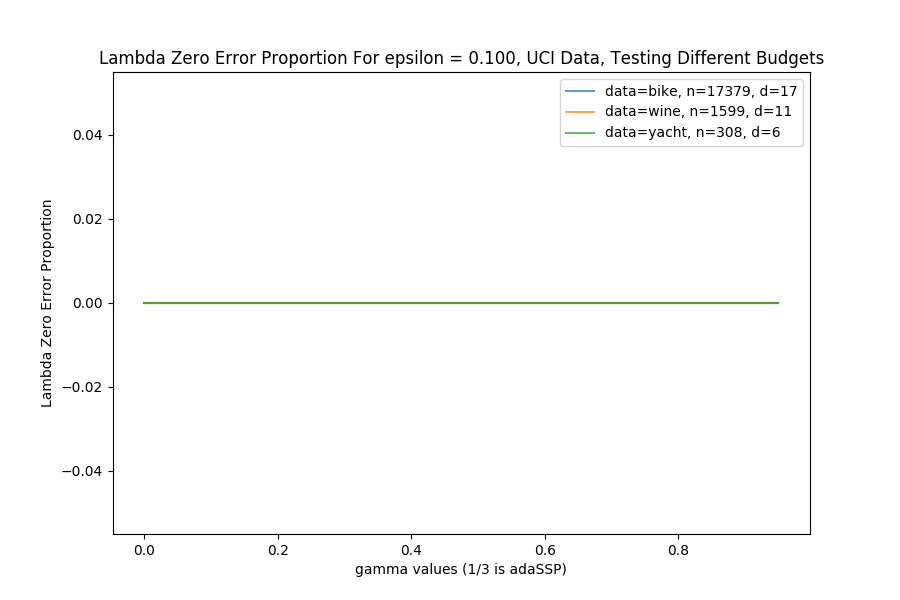 Lambda Zero Error Proportion For epsilon = 0.100, UCI Data, Testing Different Budgets
data=bike, n=17379, d=17
data=wine, n=1599, d=11
data=yacht, n=308, d=6
Lambda Zero Error Proportion
0.04
0.02
0.00
−0.02
−0.04
0.0 0.2 0.4 0.6 0.8
gamma values (1/3 is adaSSP)